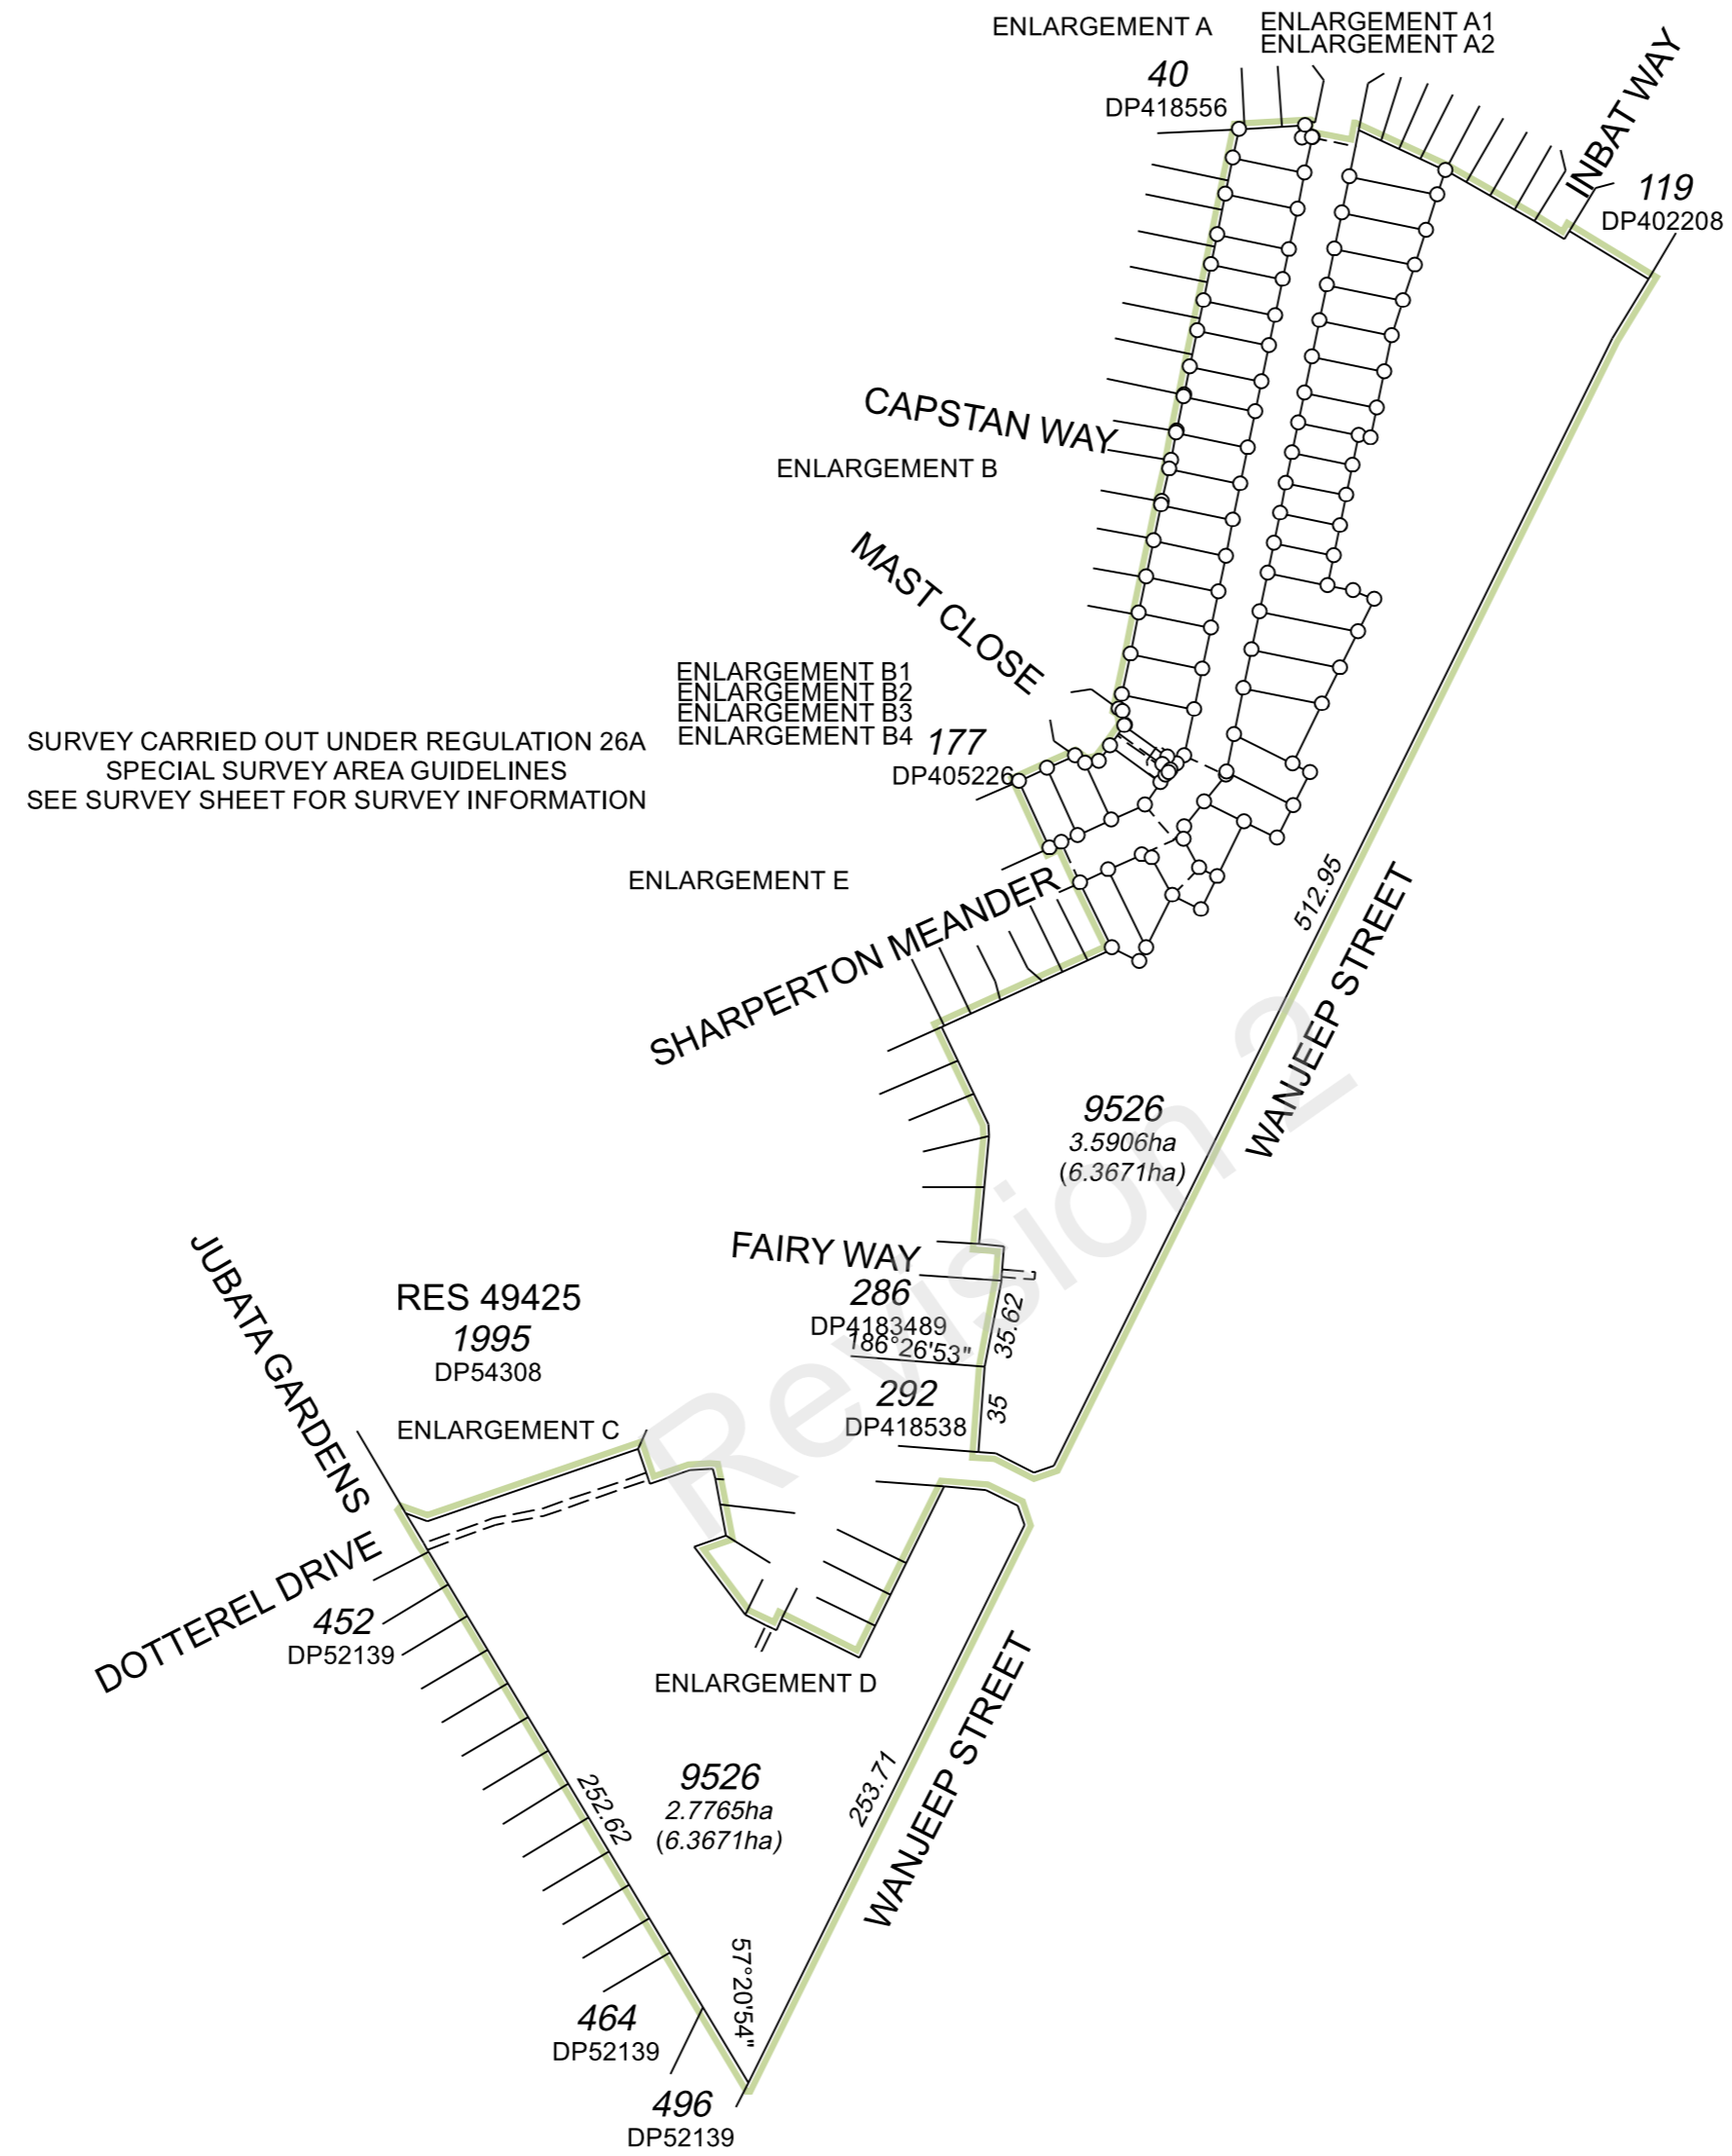 ENLARGEMENT A
ENLARGEMENT A1
ENLARGEMENT A2
40
DP418556
INBAT WAY
119
DP402208
CAPSTAN WAY
ENLARGEMENT B
MAST CLOSE
ENLARGEMENT B1
ENLARGEMENT B2
ENLARGEMENT B3
ENLARGEMENT B4
177
DP405226
SURVEY CARRIED OUT UNDER REGULATION 26A
SPECIAL SURVEY AREA GUIDELINES
SEE SURVEY SHEET FOR SURVEY INFORMATION
ENLARGEMENT E
SHARPERTON MEANDER
512.95
WANJEEP STREET
9526
3.5906ha
(6.3671ha)
FAIRY WAY
286
DP4183489
186°26'53"
35.62
292
DP418538
35
JUBATA GARDENS
RES 49425
1995
DP54308
ENLARGEMENT C
DOTTEREL DRIVE
452
DP52139
ENLARGEMENT D
9526
2.7765ha
(6.3671ha)
252.62
253.71
WANJEEP STREET
57°20'54"
464
DP52139
496
DP52139
Revision 2